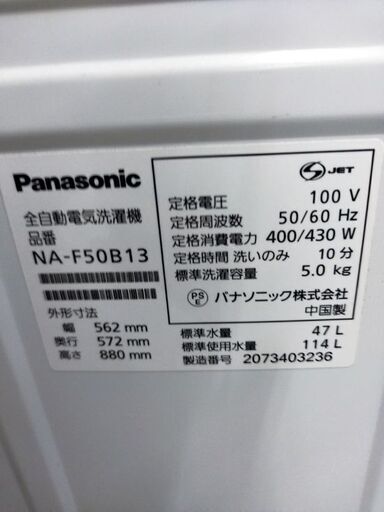 Panasonic
全自動電気洗濯機
品番
NA-F50B13
外形寸法
幅 562 mm
奥行 572 mm
高さ 880 mm
S JET
定格電圧 100 V
定格周波数 50/60 Hz
定格消費電力 400/430 W
定格時間 洗いのみ 10 分
標準洗濯容量 5.0 kg
PS E パナソニック株式会社
中国製
標準水量 47 L
標準使用水量 114 L
製造番号 2073403236